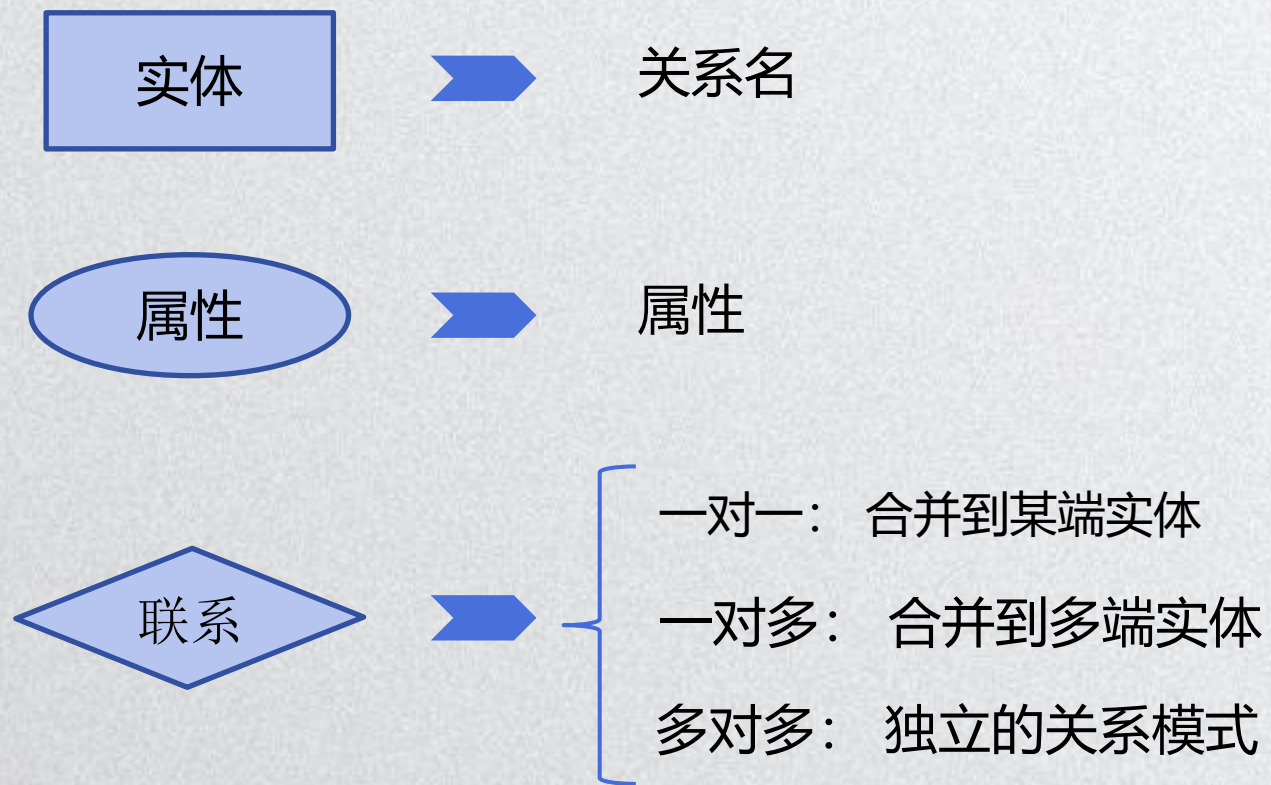 实体
关系名
属性
属性
一对一： 合并到某端实体
联系
一对多： 合并到多端实体
多对多： 独立的关系模式